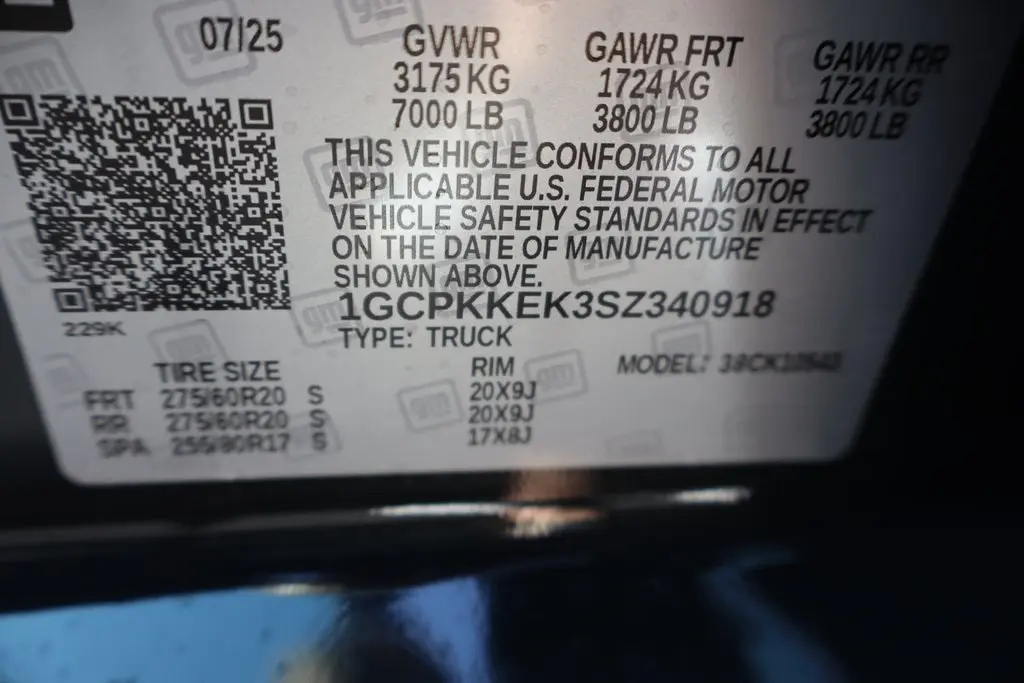 07/25
GVWR GAWR FRT GAWR RR
3175 KG 1724 KG 1724 KG
7000 LB 3800 LB 3800 LB
THIS VEHICLE CONFORMS TO ALL
APPLICABLE U.S. FEDERAL MOTOR
VEHICLE SAFETY STANDARDS IN EFFECT
ON THE DATE OF MANUFACTURE
SHOWN ABOVE.
1GCPKKEK3SZ340918
229K
TYPE: TRUCK
TIRE SIZE RIM MODEL:
FRT 275/60R20 S 20X9J
RR 275/60R20 S 20X9J
SPA 255/80R17 S 17X8J
gm